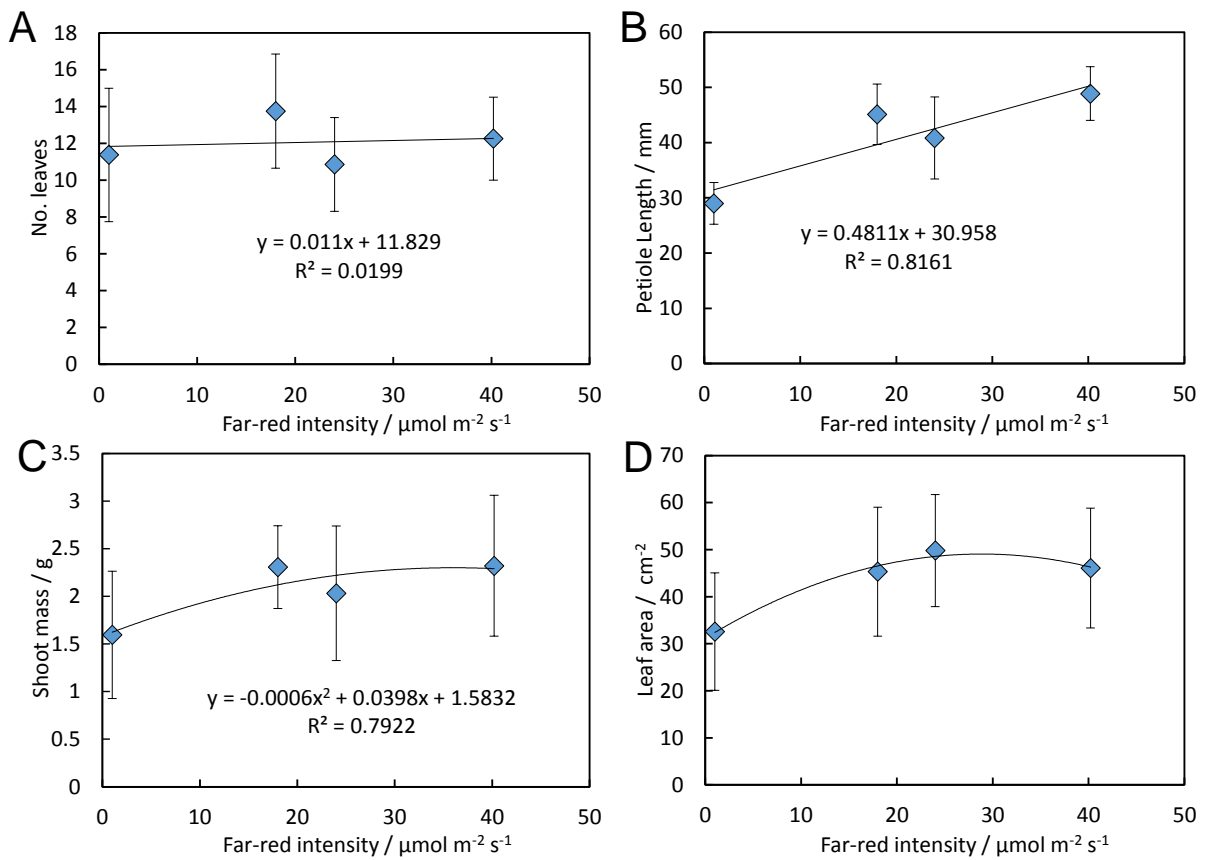 A
18
16
14
12
10
8
6
4
2
0
No. leaves
y = 0.011x + 11.829
R² = 0.0199
0 10 20 30 40 50
Far-red intensity / µmol m⁻² s⁻¹
B
60
50
40
30
20
10
0
Petiole Length / mm
y = 0.4811x + 30.958
R² = 0.8161
0 10 20 30 40 50
Far-red intensity / µmol m⁻² s⁻¹
C
3.5
3
2.5
2
1.5
1
0.5
0
Shoot mass / g
y = -0.0006x² + 0.0398x + 1.5832
R² = 0.7922
0 10 20 30 40 50
Far-red intensity / µmol m⁻² s⁻¹
D
70
60
50
40
30
20
10
0
Leaf area / cm⁻²
0 10 20 30 40 50
Far-red intensity / µmol m⁻² s⁻¹